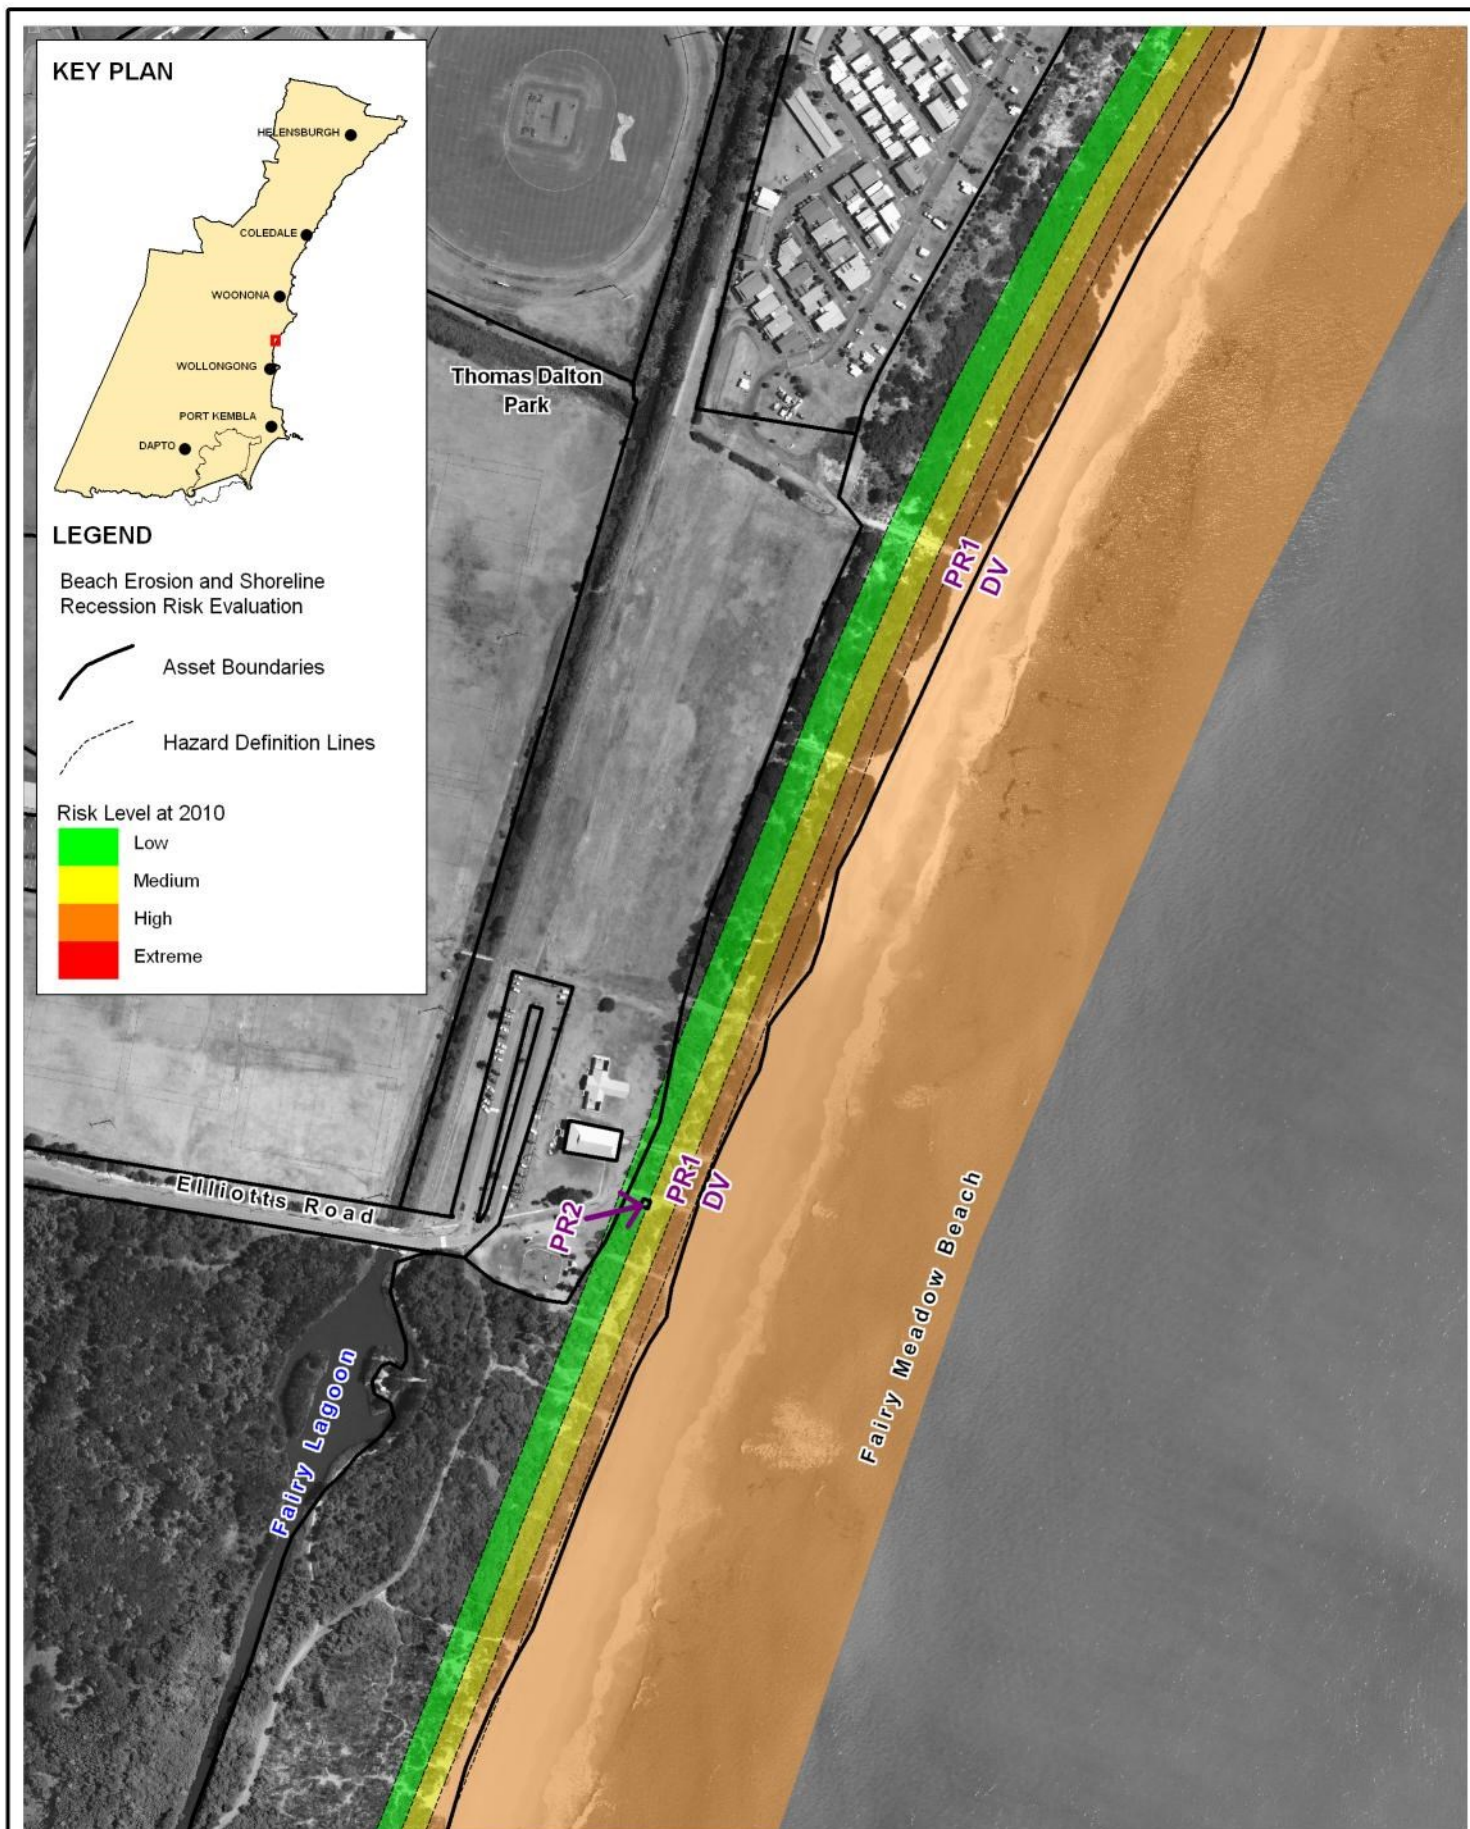 KEY PLAN
HELENSBURGH
COLEDALE
WOONONA
WOLLONGONG
PORT KEMBLA
DAPTO
LEGEND
Beach Erosion and Shoreline
Recession Risk Evaluation
Asset Boundaries
Hazard Definition Lines
Risk Level at 2010
Low
Medium
High
Extreme
Thomas Dalton
Park
PR1
DV
Elliotts Road
PR2
PR1
DV
Fairy Meadow Beach
Fairy Lagoon